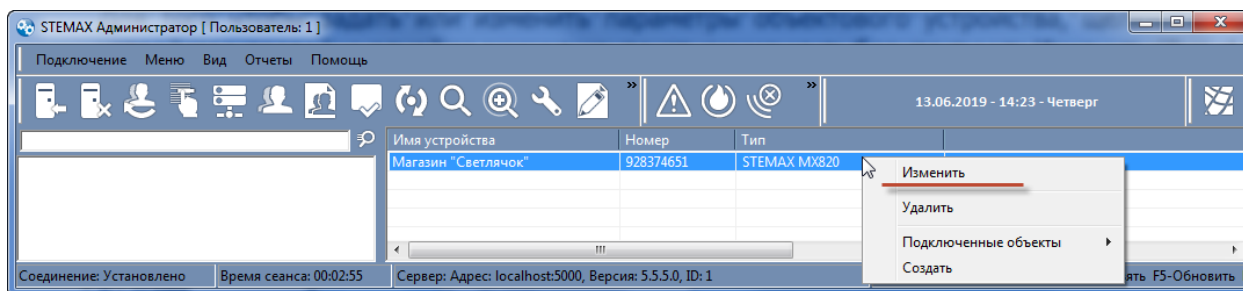 STEMAX Администратор [ Пользователь: 1 ]
Подключение Меню Вид Отчеты Помощь
13.06.2019 - 14:23 - Четверг
Имя устройства Номер Тип
Магазин "Светлячок" 928374651 STEMAX MX820
Изменить
Удалить
Подключенные объекты
Создать
Соединение: Установлено Время сеанса: 00:02:55 Сервер: Адрес: localhost:5000, Версия: 5.5.5.0, ID: 1 F5-Обновить